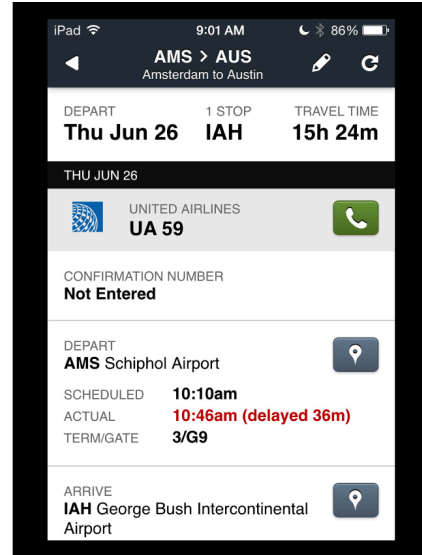 iPad 9:01 AM 86%
AMS > AUS
Amsterdam to Austin
DEPART 1 STOP TRAVEL TIME
Thu Jun 26 IAH 15h 24m
THU JUN 26
UNITED AIRLINES
UA 59
CONFIRMATION NUMBER
Not Entered
DEPART
AMS Schiphol Airport
SCHEDULED 10:10am
ACTUAL 10:46am (delayed 36m)
TERM/GATE 3/G9
ARRIVE
IAH George Bush Intercontinental
Airport